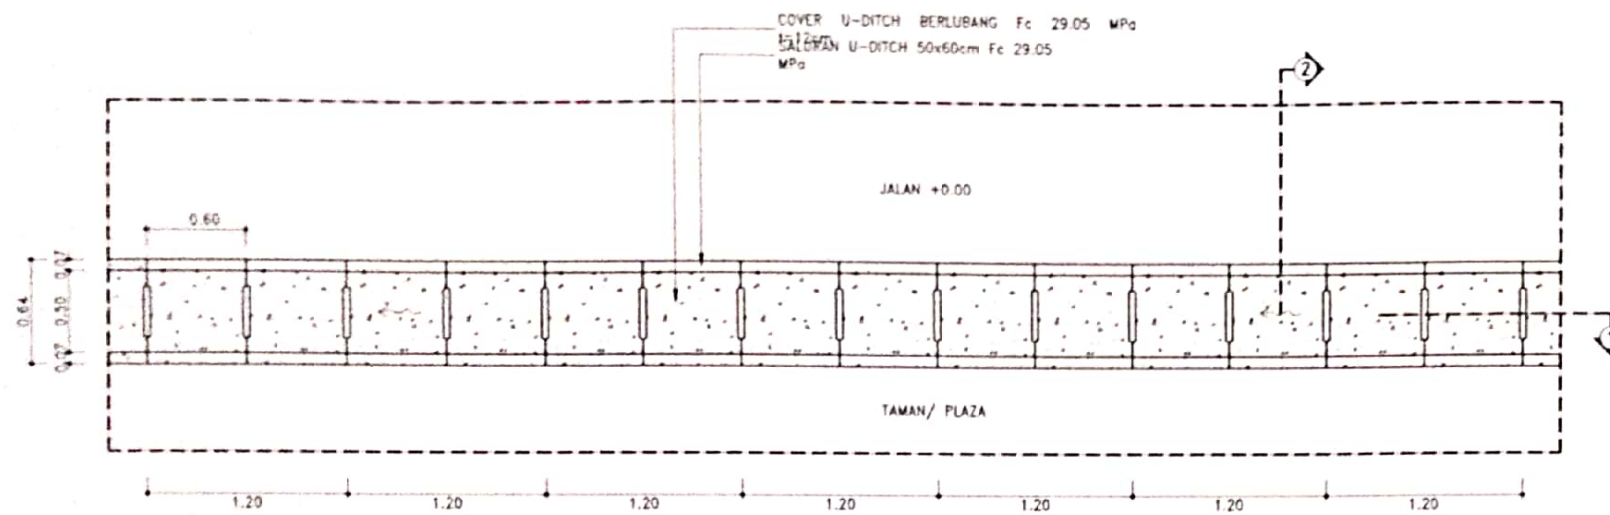 COVER U-DITCH BERLUBANG Fc 29.05 MPa
t=12cm
SALURAN U-DITCH 50x60cm Fc 29.05
MPa
2
JALAN +0.00
0.60
0.07
0.50
0.07
0.64
TAMAN/ PLAZA
1.20 1.20 1.20 1.20 1.20 1.20 1.20